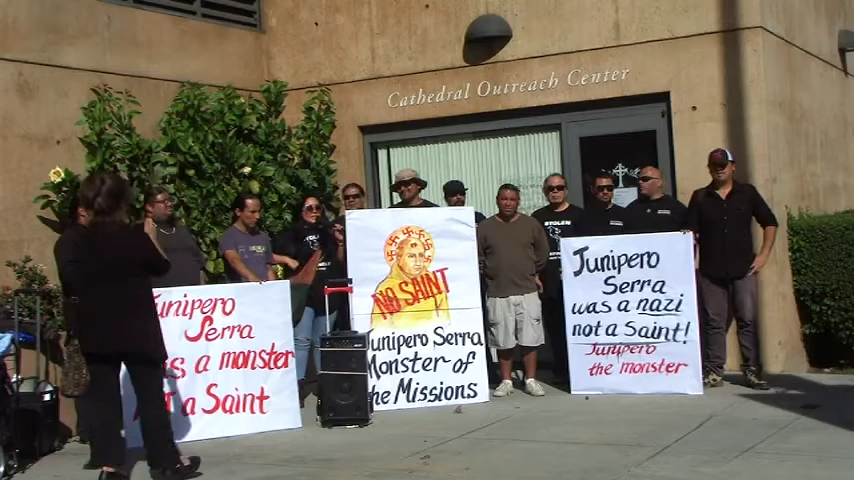 Cathedral Outreach Center
Junipero
Serra
a monster
a Saint
NO SAINT
Junipero Serra
Monster of
the Missions
Junipero
Serra
was a nazi
not a Saint!
Junipero
the monster
STOLEN